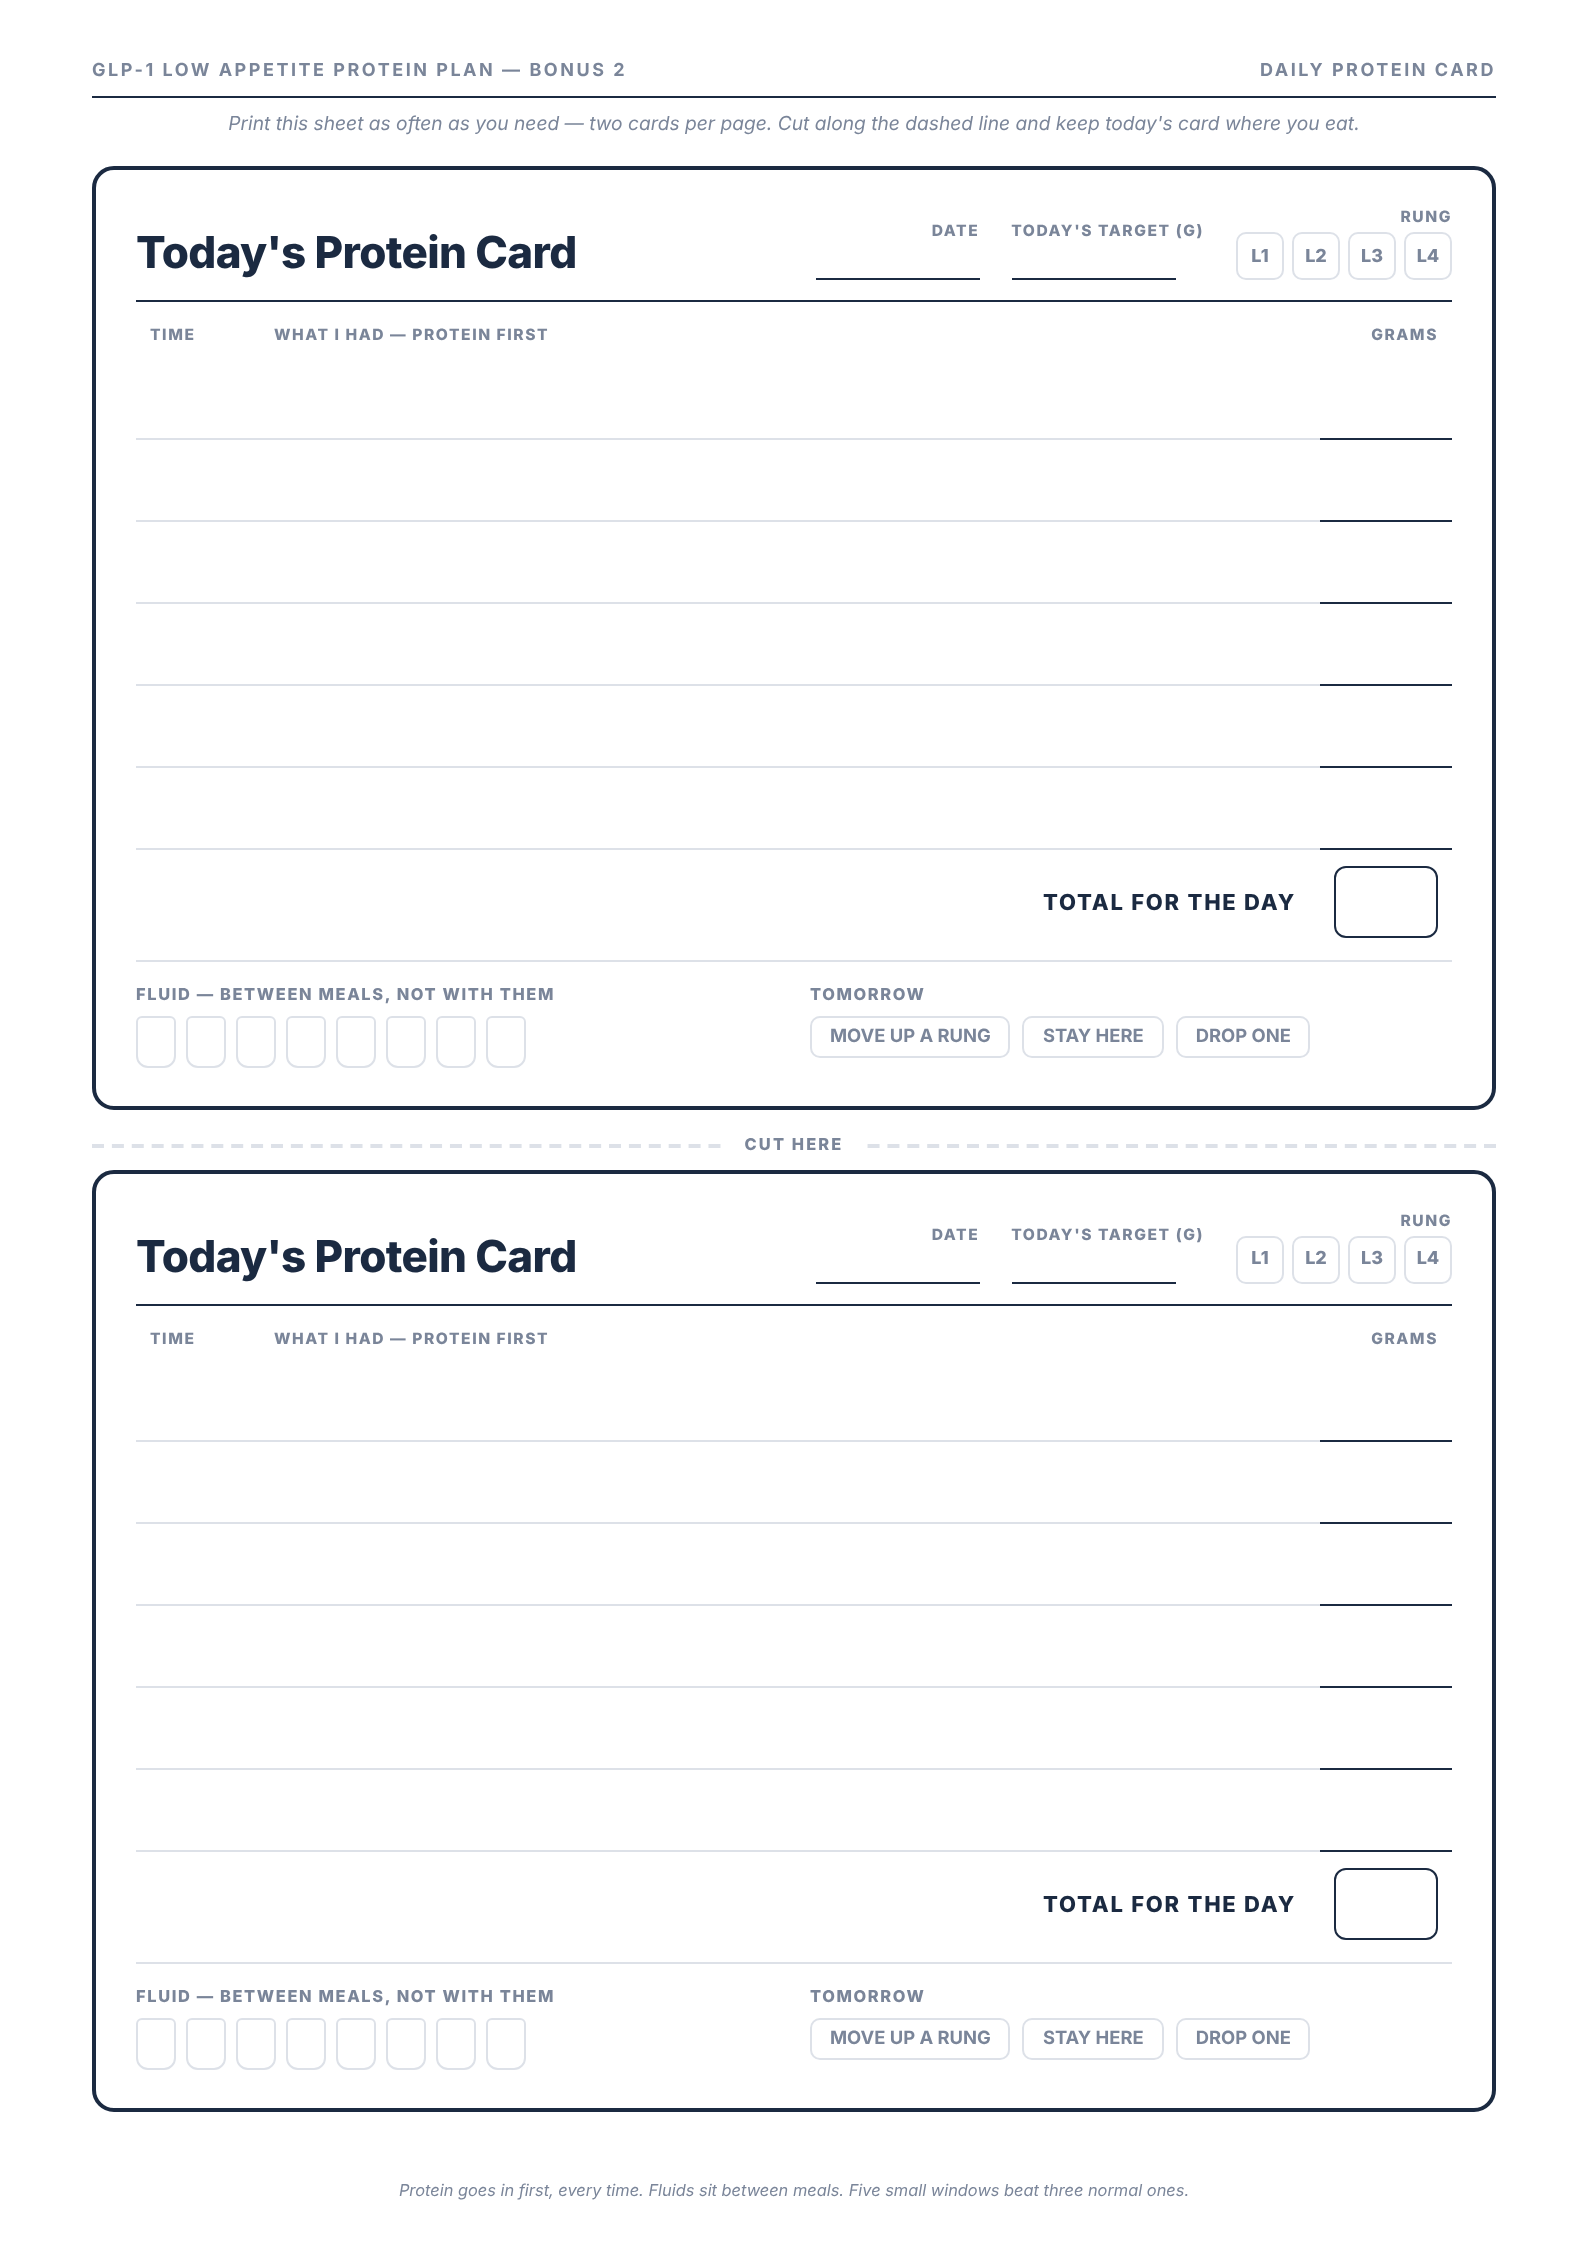 GLP-1 LOW APPETITE PROTEIN PLAN — BONUS 2 DAILY PROTEIN CARD
Print this sheet as often as you need — two cards per page. Cut along the dashed line and keep today's card where you eat.
RUNG
DATE TODAY'S TARGET (G)
Today's Protein Card L1 L2 L3 L4
TIME WHAT I HAD — PROTEIN FIRST GRAMS
TOTAL FOR THE DAY
FLUID — BETWEEN MEALS, NOT WITH THEM TOMORROW
MOVE UP A RUNG STAY HERE DROP ONE
CUT HERE
RUNG
DATE TODAY'S TARGET (G)
Today's Protein Card L1 L2 L3 L4
TIME WHAT I HAD — PROTEIN FIRST GRAMS
TOTAL FOR THE DAY
FLUID — BETWEEN MEALS, NOT WITH THEM TOMORROW
MOVE UP A RUNG STAY HERE DROP ONE
Protein goes in first, every time. Fluids sit between meals. Five small windows beat three normal ones.